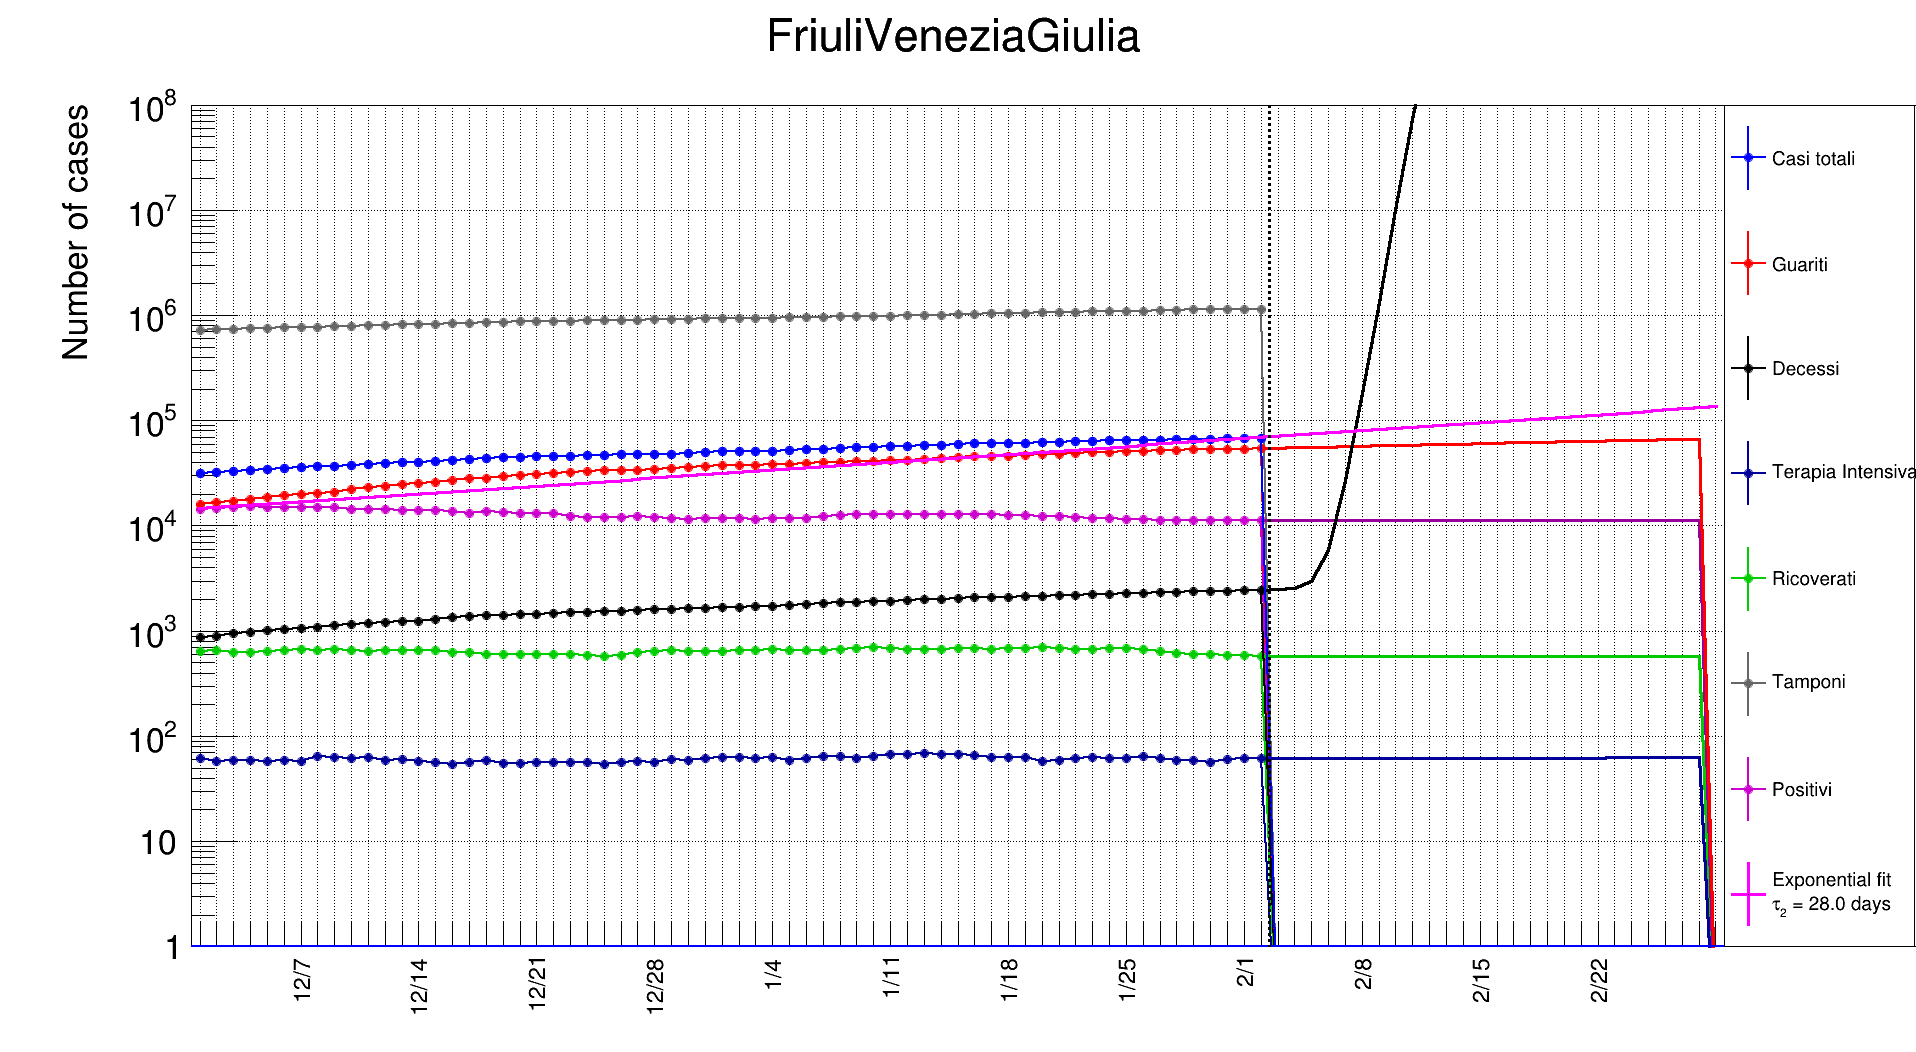 FriuliVeneziaGiulia
Number of cases
10^8
10^7
10^6
10^5
10^4
10^3
10^2
10
1
12/7
12/14
12/21
12/28
1/4
1/11
1/18
1/25
2/1
2/8
2/15
2/22
Casi totali
Guariti
Decessi
Terapia Intensiva
Ricoverati
Tamponi
Positivi
Exponential fit
τ₂ = 28.0 days